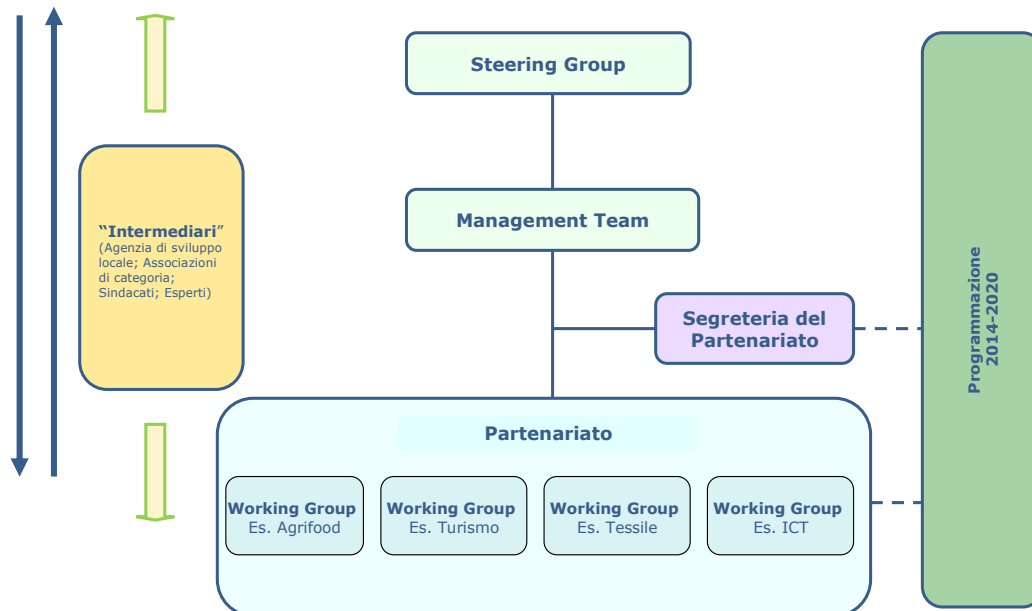 Steering Group
Management Team
“Intermediari”
(Agenzia di sviluppo
locale; Associazioni
di categoria;
Sindacati; Esperti)
Segreteria del
Partenariato
Programmazione
2014-2020
Partenariato
Working Group
Es. Agrifood
Working Group
Es. Turismo
Working Group
Es. Tessile
Working Group
Es. ICT